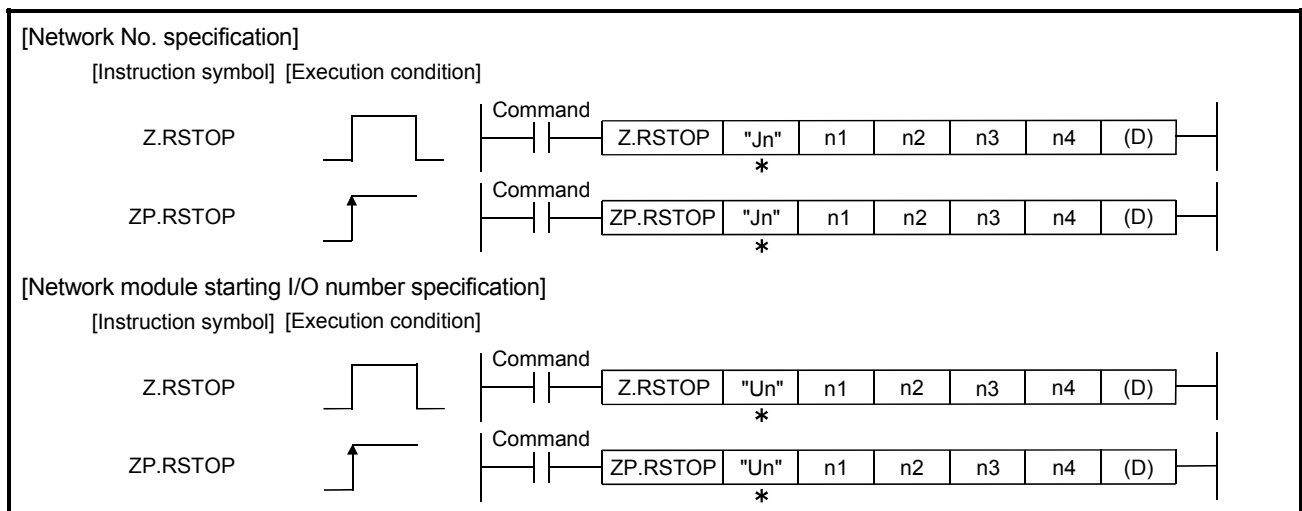 [Network No. specification]
[Instruction symbol] [Execution condition]
Command
Z.RSTOP Z.RSTOP "Jn" n1 n2 n3 n4 (D)
*
Command
ZP.RSTOP ZP.RSTOP "Jn" n1 n2 n3 n4 (D)
*
[Network module starting I/O number specification]
[Instruction symbol] [Execution condition]
Command
Z.RSTOP Z.RSTOP "Un" n1 n2 n3 n4 (D)
*
Command
ZP.RSTOP ZP.RSTOP "Un" n1 n2 n3 n4 (D)
*